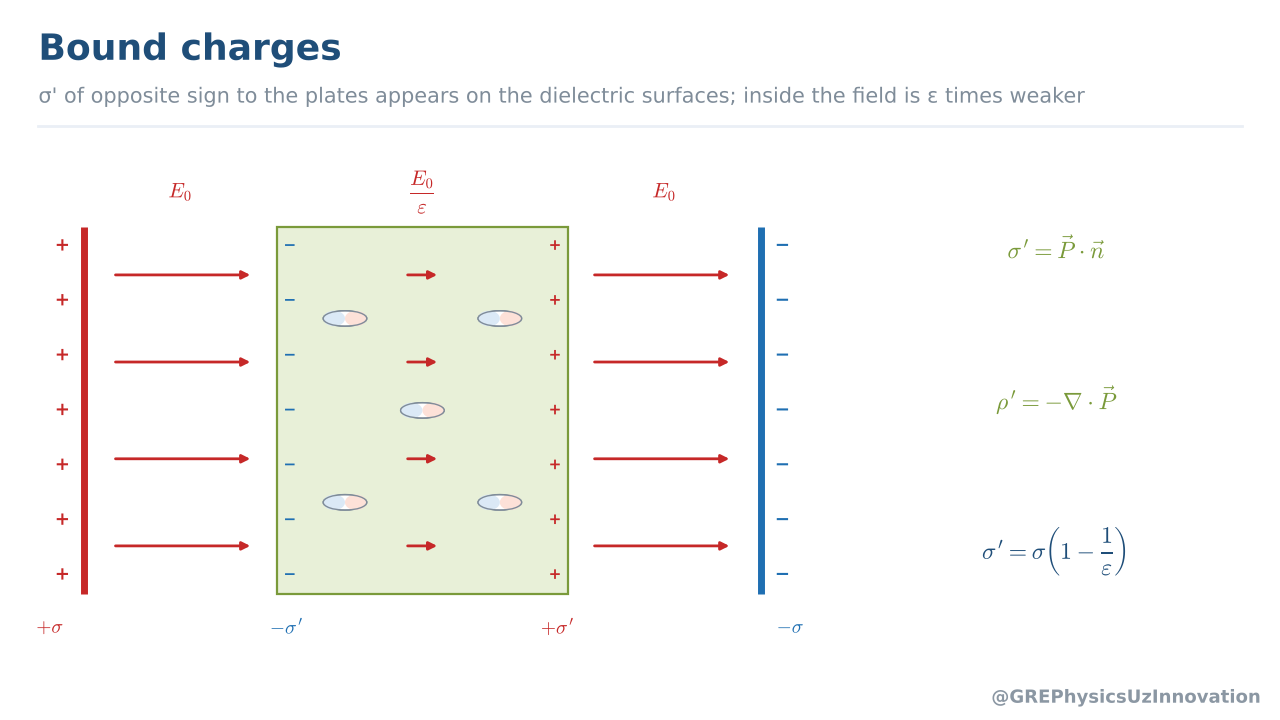 Bound charges
σ' of opposite sign to the plates appears on the dielectric surfaces; inside the field is ε times weaker
E₀ E₀/ε E₀
+ − + −
+ − + −
+ − + −
+ − + −
+ − + −
+ − + −
+ − + −
σ′ = P⃗ · n⃗
ρ′ = −∇ · P⃗
σ′ = σ(1 − 1/ε)
+σ −σ′ +σ′ −σ
@GREPhysicsUzInnovation